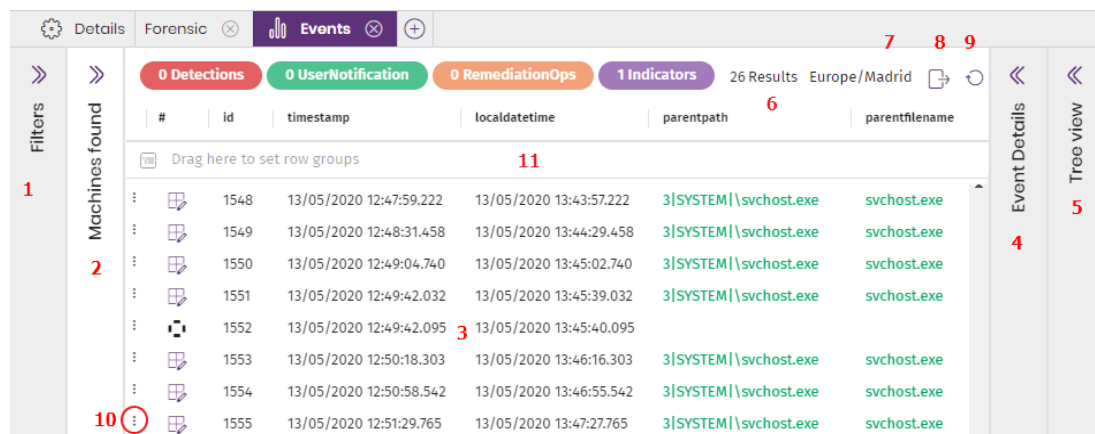 Details Forensic Events
7 8 9
0 Detections 0 UserNotification 0 RemediationOps 1 Indicators 26 Results Europe/Madrid
6
Filters
1
Machines found
2
# id timestamp localdatetime parentpath parentfilename
Drag here to set row groups 11
1548 13/05/2020 12:47:59.222 13/05/2020 13:43:57.222 3|SYSTEM|\svchost.exe svchost.exe
1549 13/05/2020 12:48:31.458 13/05/2020 13:44:29.458 3|SYSTEM|\svchost.exe svchost.exe
1550 13/05/2020 12:49:04.740 13/05/2020 13:45:02.740 3|SYSTEM|\svchost.exe svchost.exe
1551 13/05/2020 12:49:42.032 13/05/2020 13:45:39.032 3|SYSTEM|\svchost.exe svchost.exe
1552 13/05/2020 12:49:42.095 3 13/05/2020 13:45:40.095
1553 13/05/2020 12:50:18.303 13/05/2020 13:46:16.303 3|SYSTEM|\svchost.exe svchost.exe
1554 13/05/2020 12:50:58.542 13/05/2020 13:46:55.542 3|SYSTEM|\svchost.exe svchost.exe
10 1555 13/05/2020 12:51:29.765 13/05/2020 13:47:27.765 3|SYSTEM|\svchost.exe svchost.exe
Event Details
4
Tree view
5